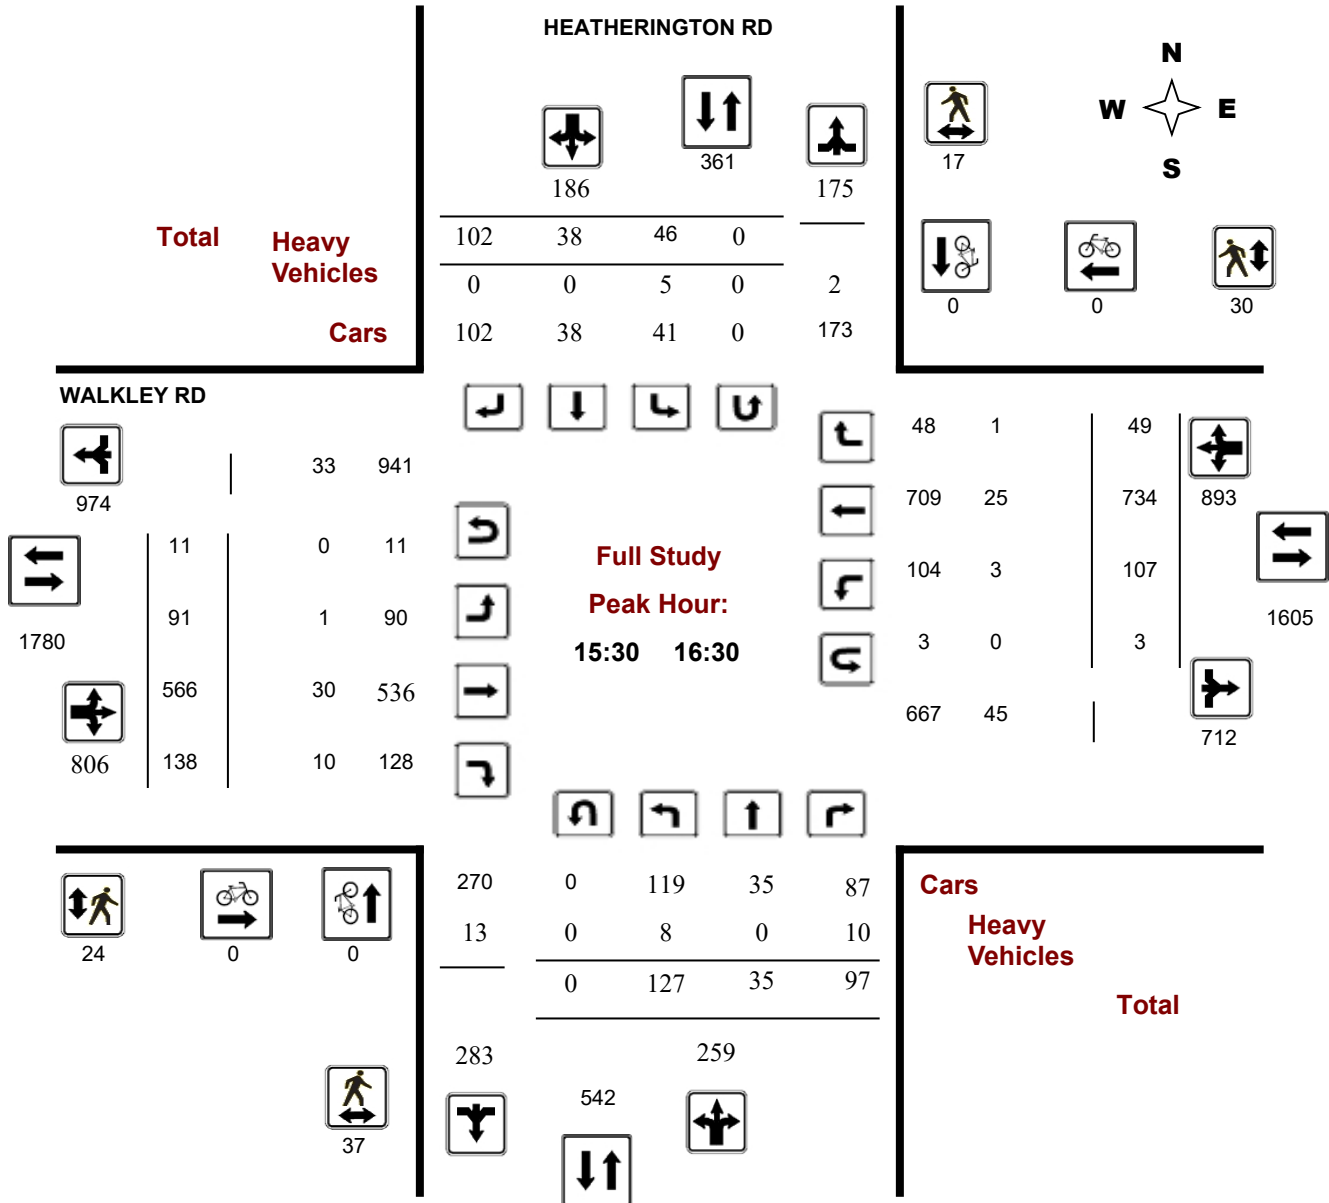 HEATHERINGTON RD
N
W E
S
361
17
186 175
Total Heavy Vehicles
102 38 46 0
0 0 5 0 2
Cars 102 38 41 0 173
0 0 30
WALKLEY RD
48 1 49
33 941
974
709 25 734 893
11 0 11
Full Study
104 3 107
Peak Hour:
91 1 90
1780
1605
15:30 16:30
3 0 3
566 30 536
667 45
712
806 138 10 128
270 0 119 35 87
Cars
13 0 8 0 10
Heavy
Vehicles
24 0 0
0 127 35 97
Total
283 259
542
37